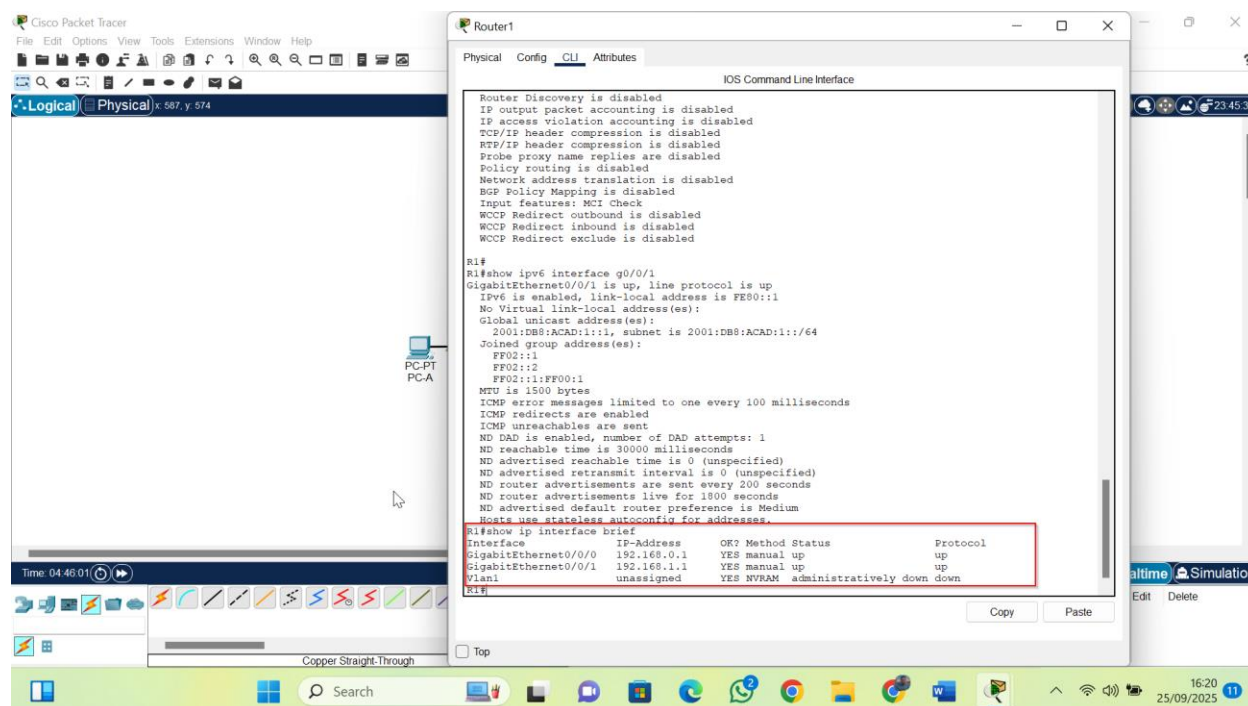 Cisco Packet Tracer
File Edit Options View Tools Extensions Window Help
Logical Physical x: 587, y: 574
PC-PT
PC-A
Time: 04:46:01
Copper Straight-Through
Router1
Physical Config CLI Attributes
IOS Command Line Interface
Router Discovery is disabled
IP output packet accounting is disabled
IP access violation accounting is disabled
TCP/IP header compression is disabled
RTP/IP header compression is disabled
Probe proxy name replies are disabled
Policy routing is disabled
Network address translation is disabled
BGP Policy Mapping is disabled
Input features: MCI Check
WCCP Redirect outbound is disabled
WCCP Redirect inbound is disabled
WCCP Redirect exclude is disabled
R1#
R1#show ipv6 interface g0/0/1
GigabitEthernet0/0/1 is up, line protocol is up
IPv6 is enabled, link-local address is FE80::1
No Virtual link-local address(es):
Global unicast address(es):
2001:DB8:ACAD:1::1, subnet is 2001:DB8:ACAD:1::/64
Joined group address(es):
FF02::1
FF02::2
FF02::1:FF00:1
MTU is 1500 bytes
ICMP error messages limited to one every 100 milliseconds
ICMP redirects are enabled
ICMP unreachables are sent
ND DAD is enabled, number of DAD attempts: 1
ND reachable time is 30000 milliseconds
ND advertised reachable time is 0 (unspecified)
ND advertised retransmit interval is 0 (unspecified)
ND router advertisements are sent every 200 seconds
ND router advertisements live for 1800 seconds
ND advertised default router preference is Medium
Hosts use stateless autoconfig for addresses.
R1#show ip interface brief
Interface IP-Address OK? Method Status Protocol
GigabitEthernet0/0/0 192.168.0.1 YES manual up up
GigabitEthernet0/0/1 192.168.1.1 YES manual up up
Vlan1 unassigned YES NVRAM administratively down down
R1#
Copy Paste
Top
23:45:3
altime Simulatio
Edit Delete
Search
2
16:20
25/09/2025
11